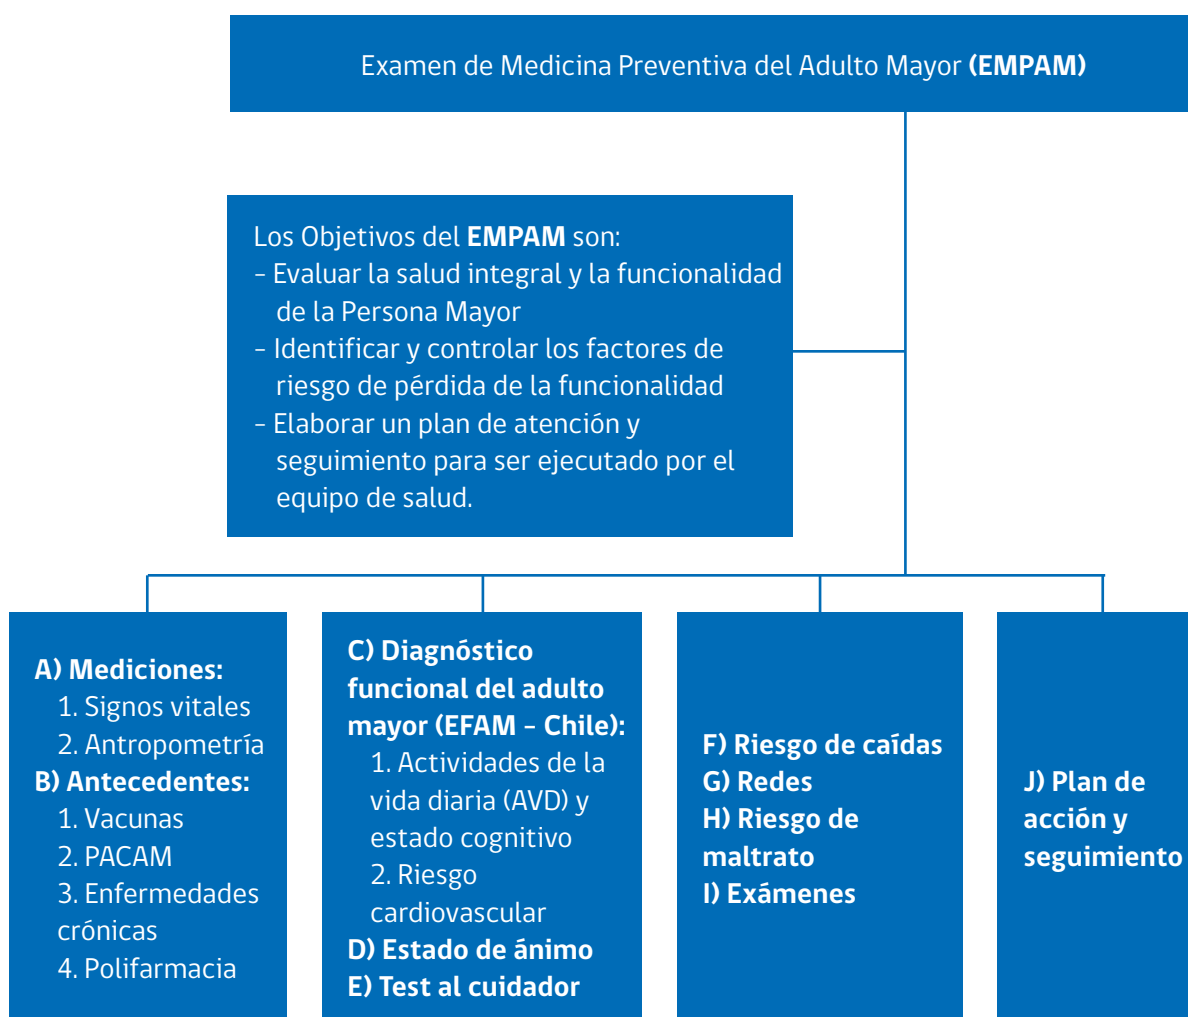 Examen de Medicina Preventiva del Adulto Mayor (EMPAM)
Los Objetivos del EMPAM son:
– Evaluar la salud integral y la funcionalidad
de la Persona Mayor
– Identificar y controlar los factores de
riesgo de pérdida de la funcionalidad
– Elaborar un plan de atención y
seguimiento para ser ejecutado por el
equipo de salud.
A) Mediciones:
1. Signos vitales
2. Antropometría
B) Antecedentes:
1. Vacunas
2. PACAM
3. Enfermedades
crónicas
4. Polifarmacia
C) Diagnóstico
funcional del adulto
mayor (EFAM – Chile):
1. Actividades de la
vida diaria (AVD) y
estado cognitivo
2. Riesgo
cardiovascular
D) Estado de ánimo
E) Test al cuidador
F) Riesgo de caídas
G) Redes
H) Riesgo de
maltrato
I) Exámenes
J) Plan de
acción y
seguimiento